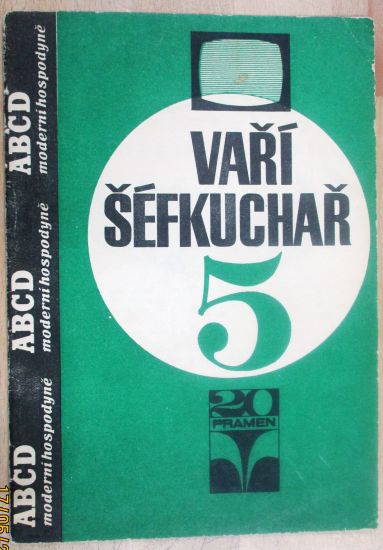 VAŘÍ
ŠÉFKUCHAŘ
5
20
PRAMEN
ABCD
moderní hospodyně
ABCD
moderní hospodyně
ABCD
moderní hospodyně